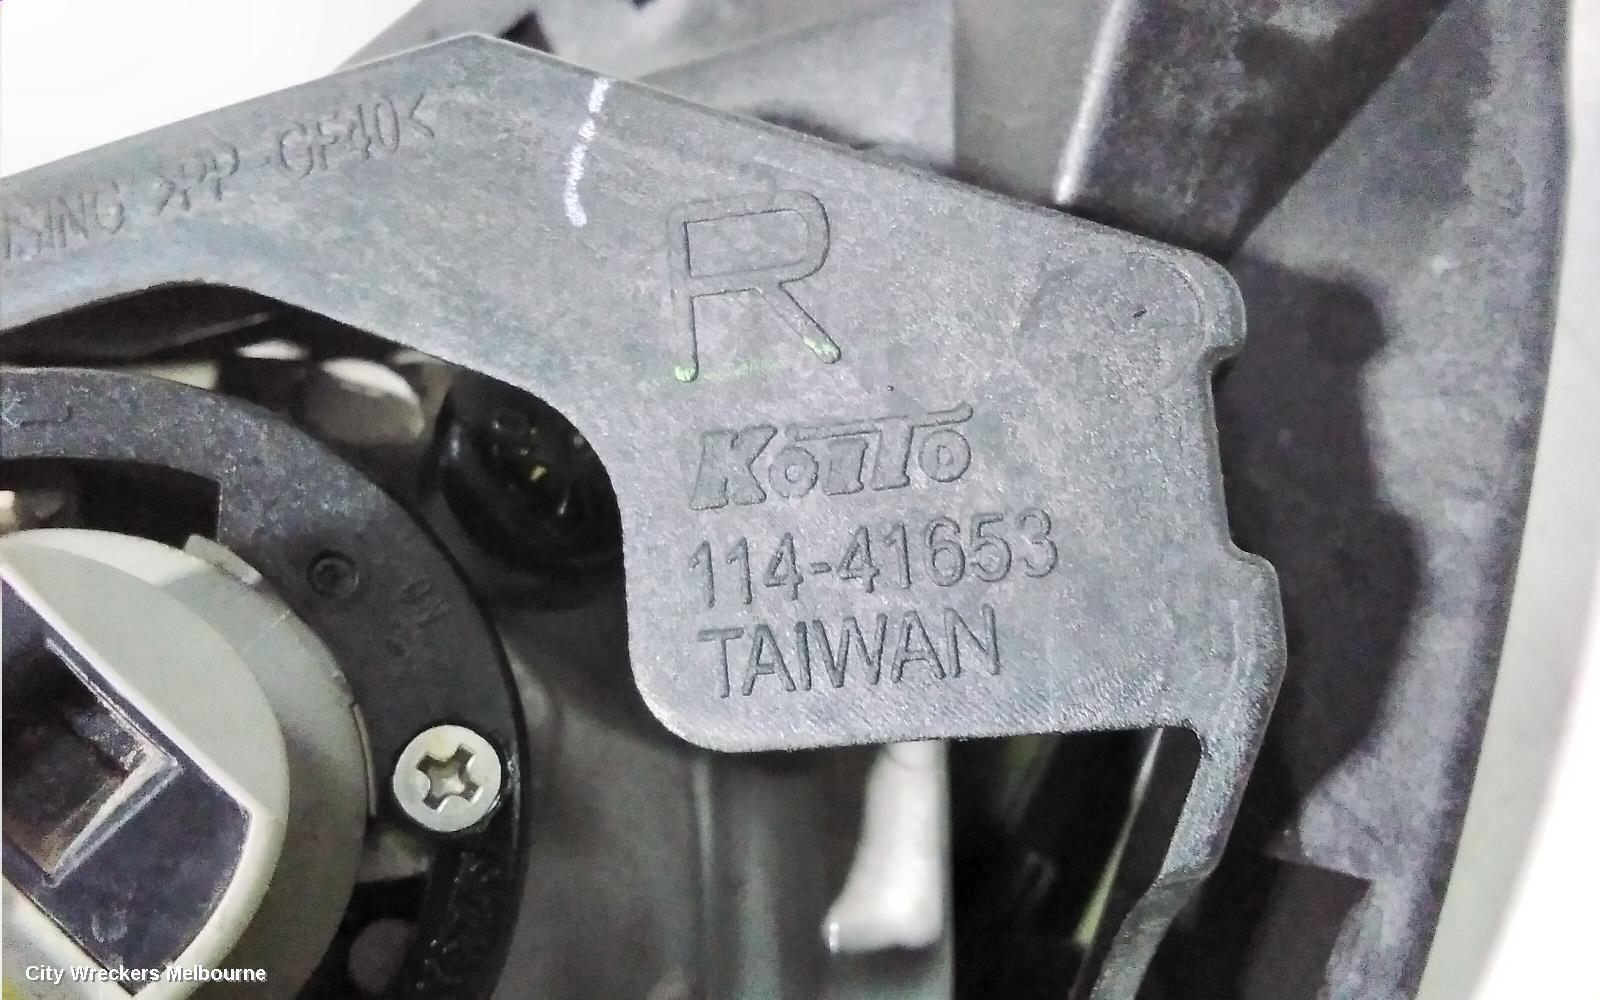 >PP-GF40<
R
KOITO
114-41653
TAIWAN
City Wreckers Melbourne